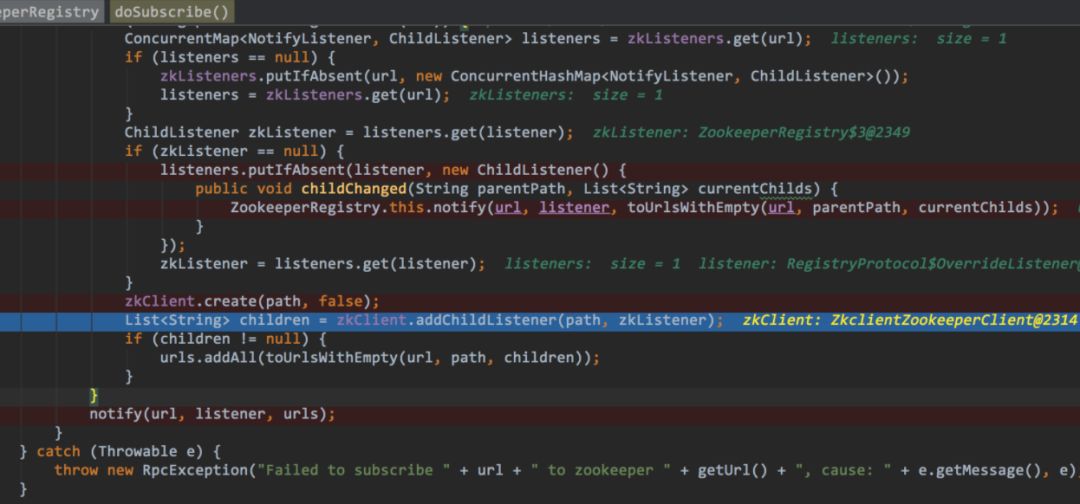 eperRegistry doSubscribe()
ConcurrentMap<NotifyListener, ChildListener> listeners = zkListeners.get(url); listeners: size = 1
if (listeners == null) {
zkListeners.putIfAbsent(url, new ConcurrentHashMap<NotifyListener, ChildListener>());
listeners = zkListeners.get(url); zkListeners: size = 1
}
ChildListener zkListener = listeners.get(listener); zkListener: ZookeeperRegistry$3@2349
if (zkListener == null) {
listeners.putIfAbsent(listener, new ChildListener() {
public void childChanged(String parentPath, List<String> currentChilds) {
ZookeeperRegistry.this.notify(url, listener, toUrlsWithEmpty(url, parentPath, currentChilds));
}
});
zkListener = listeners.get(listener); listeners: size = 1 listener: RegistryProtocol$OverrideListener@
}
zkClient.create(path, false);
List<String> children = zkClient.addChildListener(path, zkListener); zkClient: ZkclientZookeeperClient@2314
if (children != null) {
urls.addAll(toUrlsWithEmpty(url, path, children));
}
}
notify(url, listener, urls);
}
} catch (Throwable e) {
throw new RpcException("Failed to subscribe " + url + " to zookeeper " + getUrl() + ", cause: " + e.getMessage(), e)
}